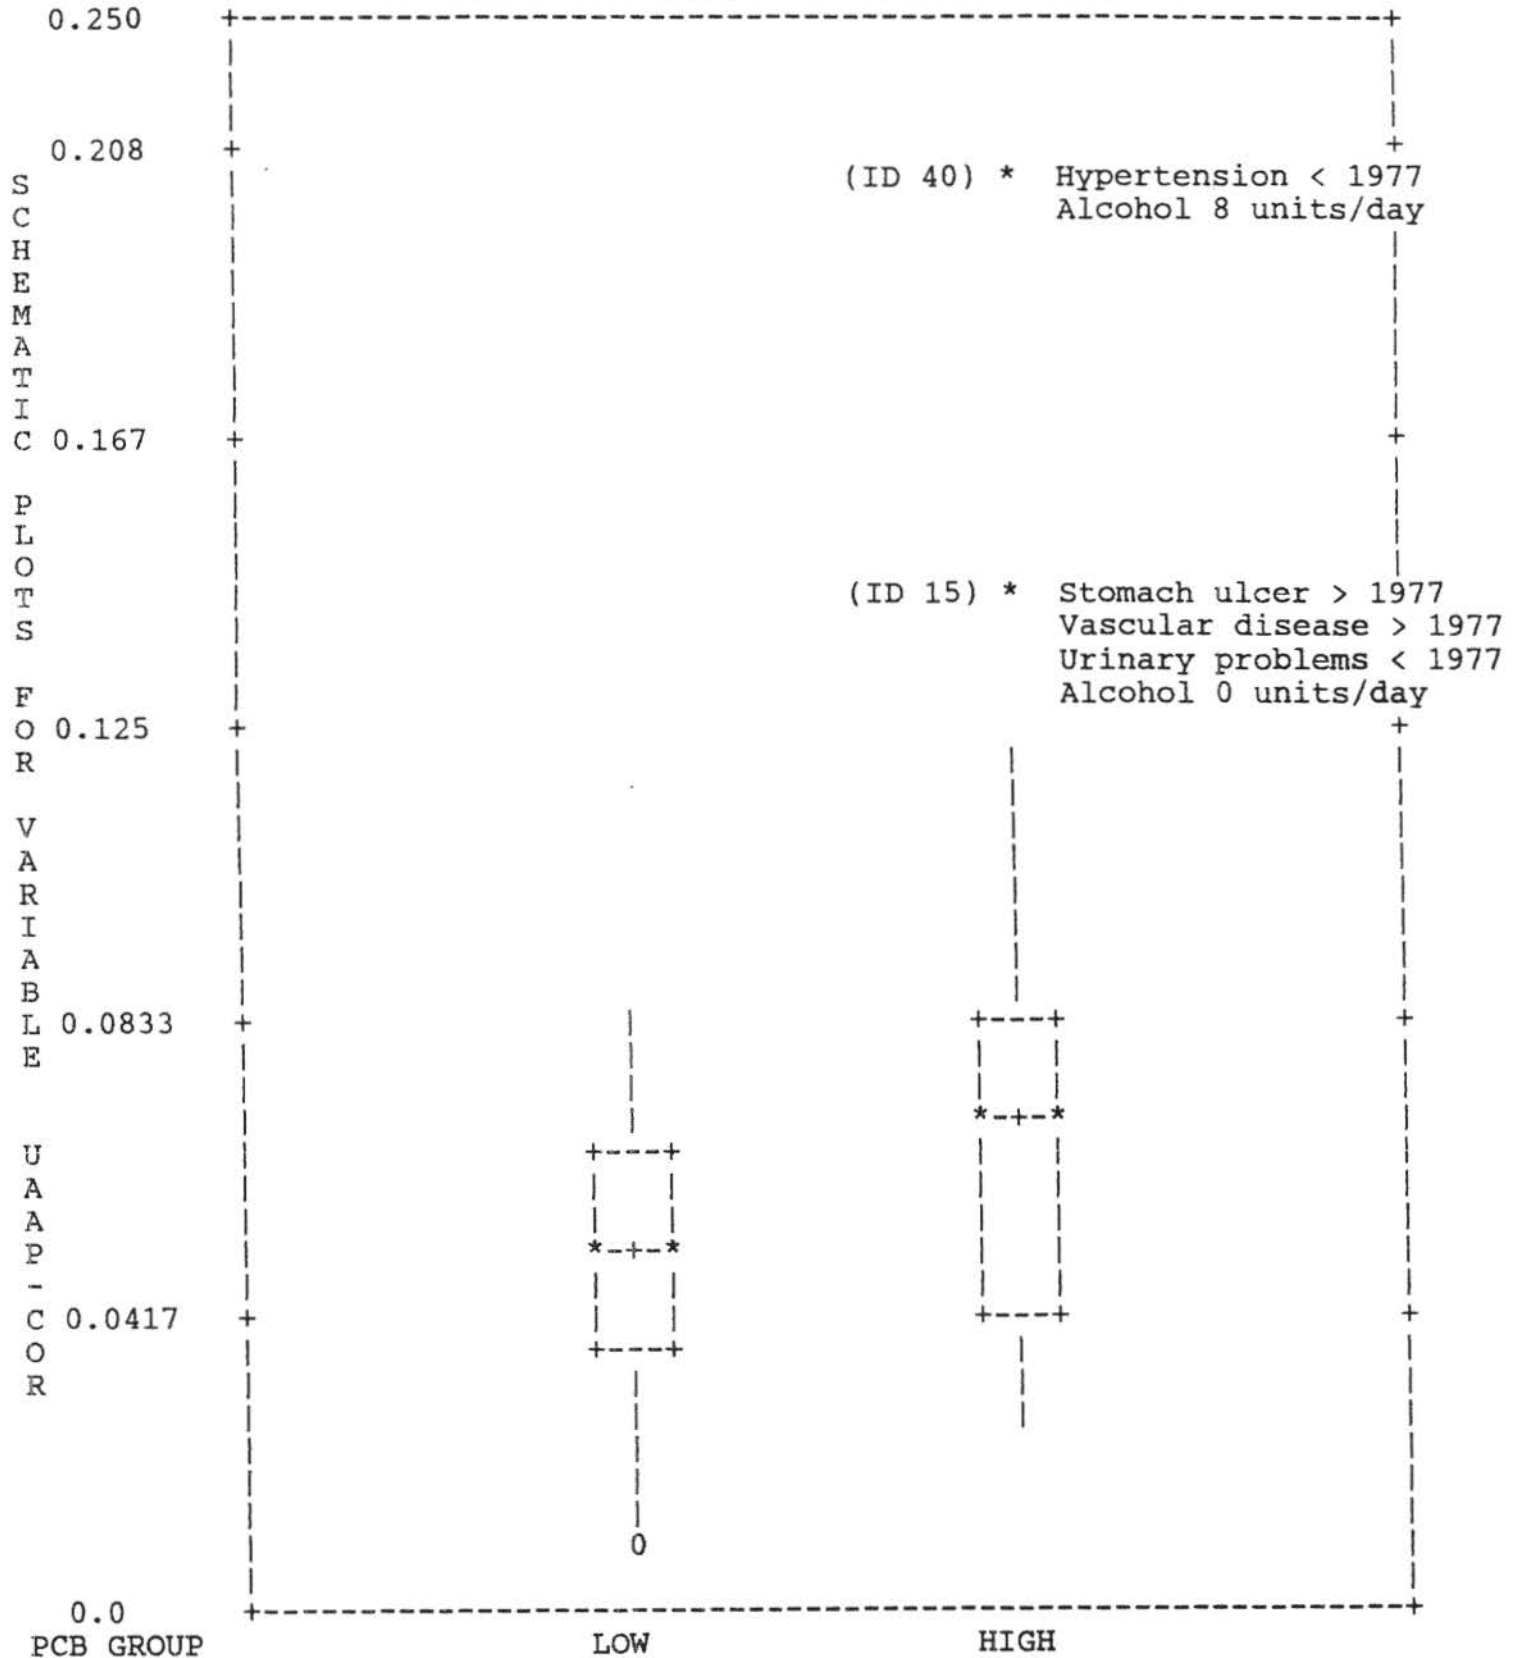 0.250
0.208
(ID 40) * Hypertension < 1977
Alcohol 8 units/day
SCHEMATIC PLOTS FOR VARIABLE UAAP-COR
0.167
(ID 15) * Stomach ulcer > 1977
Vascular disease > 1977
Urinary problems < 1977
Alcohol 0 units/day
0.125
0.0833
0.0417
0
0.0
PCB GROUP LOW HIGH